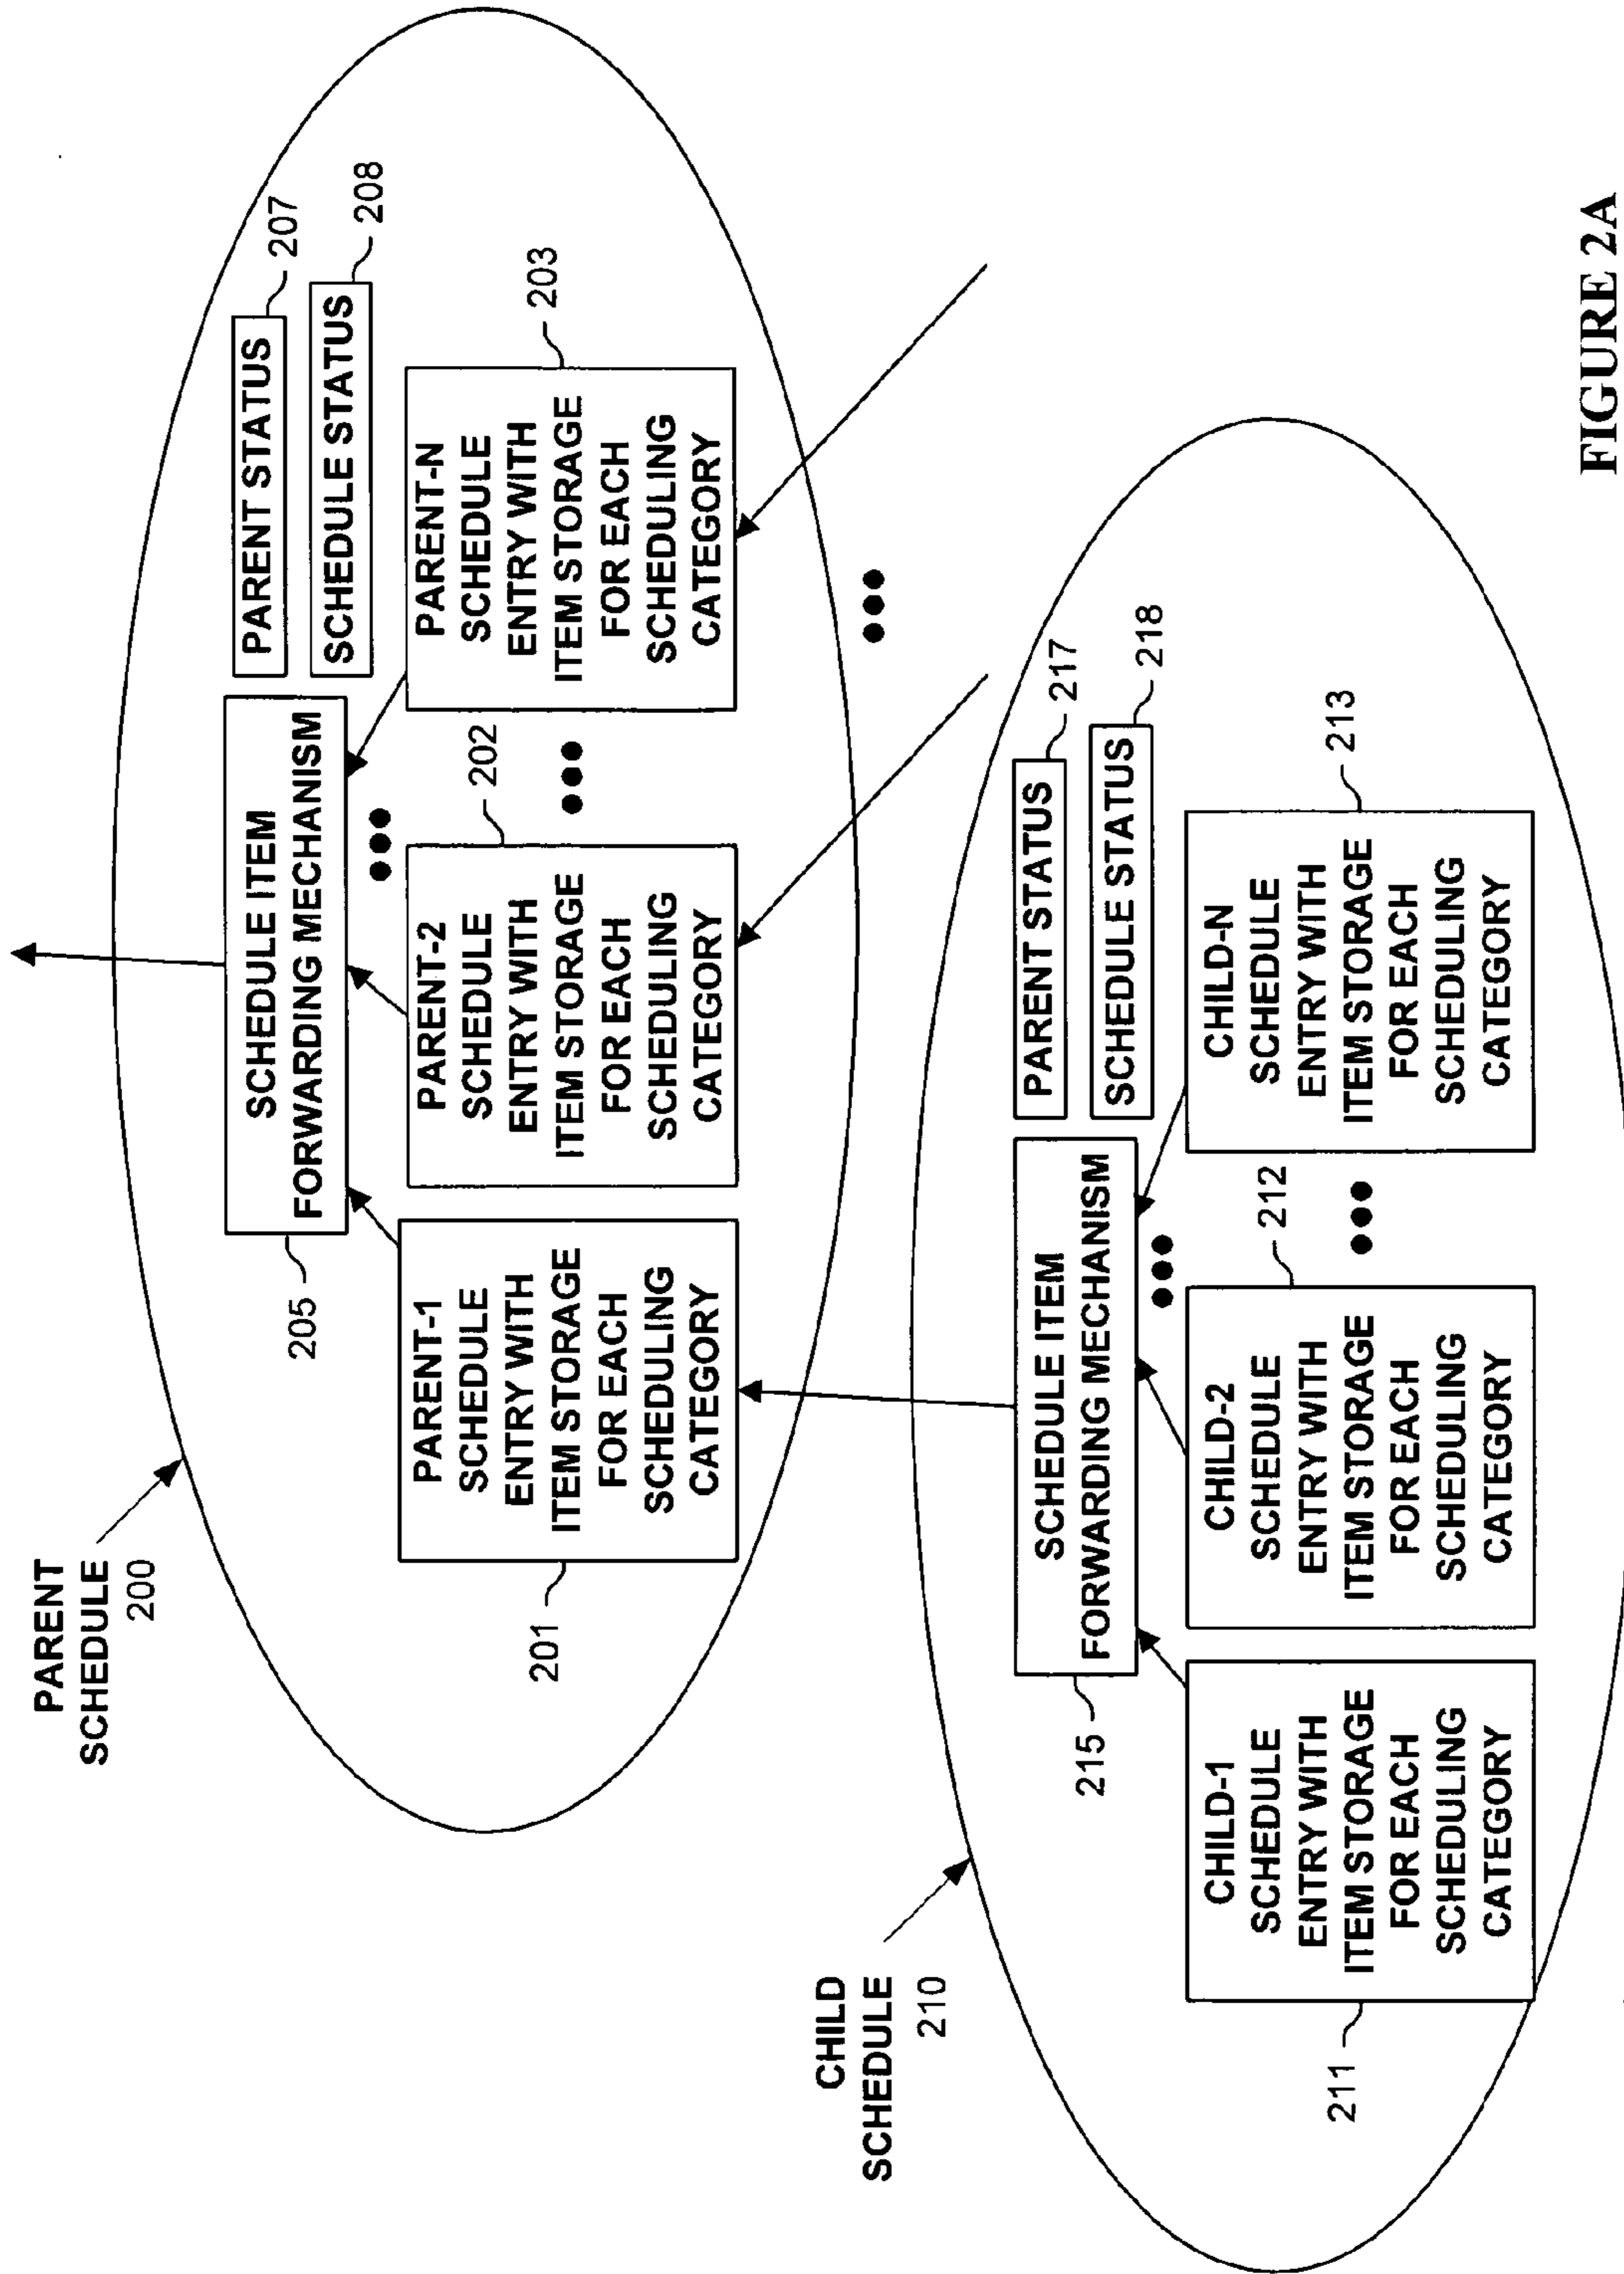 PARENT
SCHEDULE
200
SCHEDULE ITEM
FORWARDING MECHANISM
205
PARENT STATUS
207
SCHEDULE STATUS
208
PARENT-1
SCHEDULE
ENTRY WITH
ITEM STORAGE
FOR EACH
SCHEDULING
CATEGORY
201
PARENT-2
SCHEDULE
ENTRY WITH
ITEM STORAGE
FOR EACH
SCHEDULING
CATEGORY
202
PARENT-N
SCHEDULE
ENTRY WITH
ITEM STORAGE
FOR EACH
SCHEDULING
CATEGORY
203
CHILD
SCHEDULE
210
SCHEDULE ITEM
FORWARDING MECHANISM
215
PARENT STATUS
217
SCHEDULE STATUS
218
CHILD-1
SCHEDULE
ENTRY WITH
ITEM STORAGE
FOR EACH
SCHEDULING
CATEGORY
211
CHILD-2
SCHEDULE
ENTRY WITH
ITEM STORAGE
FOR EACH
SCHEDULING
CATEGORY
212
CHILD-N
SCHEDULE
ENTRY WITH
ITEM STORAGE
FOR EACH
SCHEDULING
CATEGORY
213
FIGURE 2A